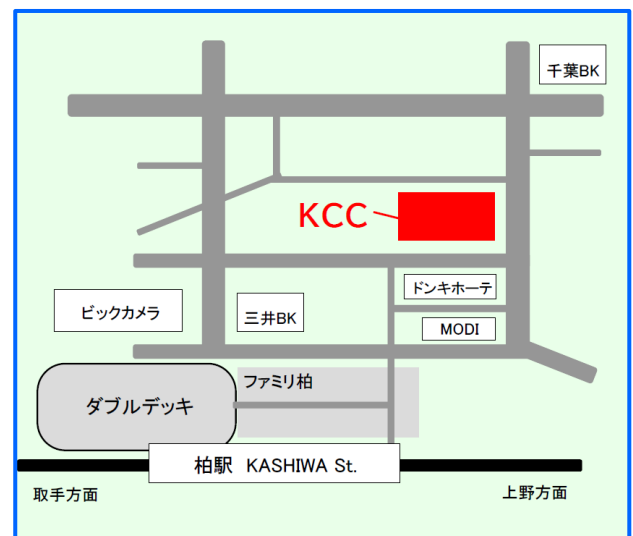 千葉BK
KCC
ドンキホーテ
ビックカメラ
三井BK
MODI
ファミリ柏
ダブルデッキ
柏駅 KASHIWA St.
取手方面
上野方面